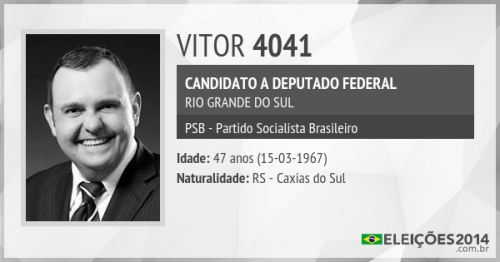 VITOR 4041
CANDIDATO A DEPUTADO FEDERAL
RIO GRANDE DO SUL
PSB - Partido Socialista Brasileiro
Idade: 47 anos (15-03-1967)
Naturalidade: RS - Caxias do Sul
ELEIÇÕES2014
.com.br